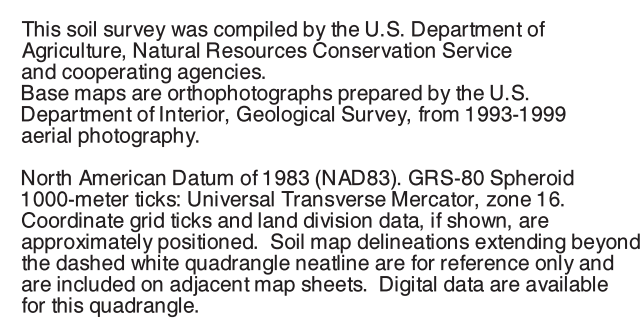 This soil survey was compiled by the U.S. Department of
Agriculture, Natural Resources Conservation Service
and cooperating agencies.
Base maps are orthophotographs prepared by the U.S.
Department of Interior, Geological Survey, from 1993-1999
aerial photography.

North American Datum of 1983 (NAD83). GRS-80 Spheroid
1000-meter ticks: Universal Transverse Mercator, zone 16.
Coordinate grid ticks and land division data, if shown, are
approximately positioned.  Soil map delineations extending beyond
the dashed white quadrangle neatline are for reference only and
are included on adjacent map sheets.  Digital data are available
for this quadrangle.